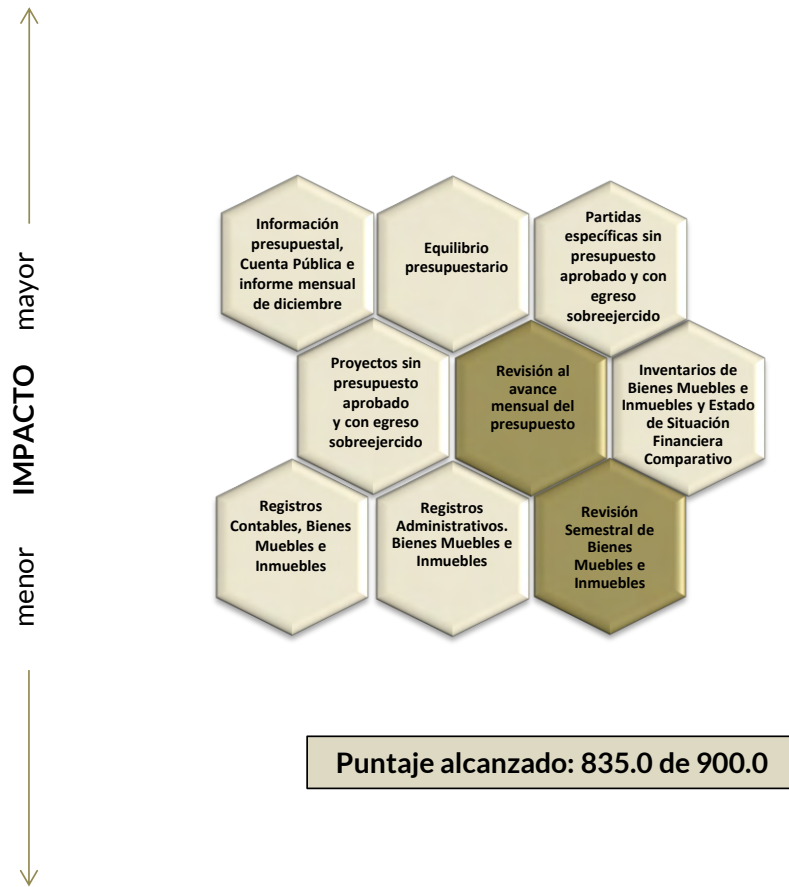 mayor
IMPACTO
menor
Información
presupuestal,
Cuenta Pública e
informe mensual
de diciembre
Equilibrio
presupuestario
Partidas
específicas sin
presupuesto
aprobado y con
egreso
sobreejercido
Proyectos sin
presupuesto
aprobado
y con egreso
sobreejercido
Revisión al
avance
mensual del
presupuesto
Inventarios de
Bienes Muebles e
Inmuebles y Estado
de Situación
Financiera
Comparativo
Registros
Contables, Bienes
Muebles e
Inmuebles
Registros
Administrativos.
Bienes Muebles e
Inmuebles
Revisión
Semestral de
Bienes
Muebles e
Inmuebles
Puntaje alcanzado: 835.0 de 900.0